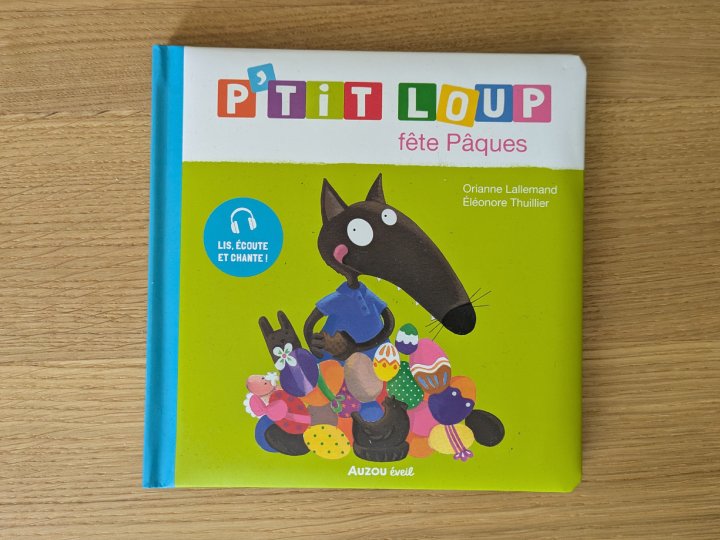 P'TiT LOUP
fête Pâques
Orianne Lallemand
Éléonore Thuillier
LIS, ÉCOUTE
ET CHANTE !
AUZOU éveil